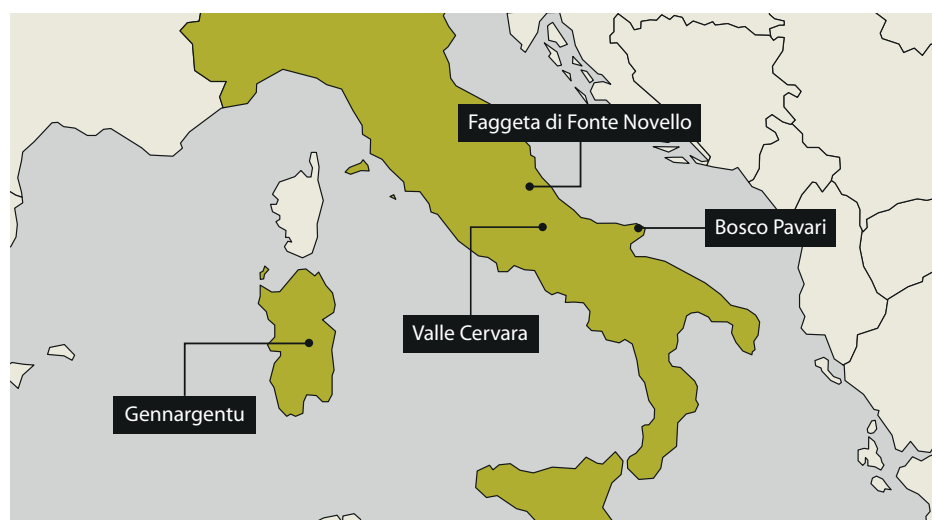 Faggeta di Fonte Novello
Bosco Pavari
Valle Cervara
Gennargentu